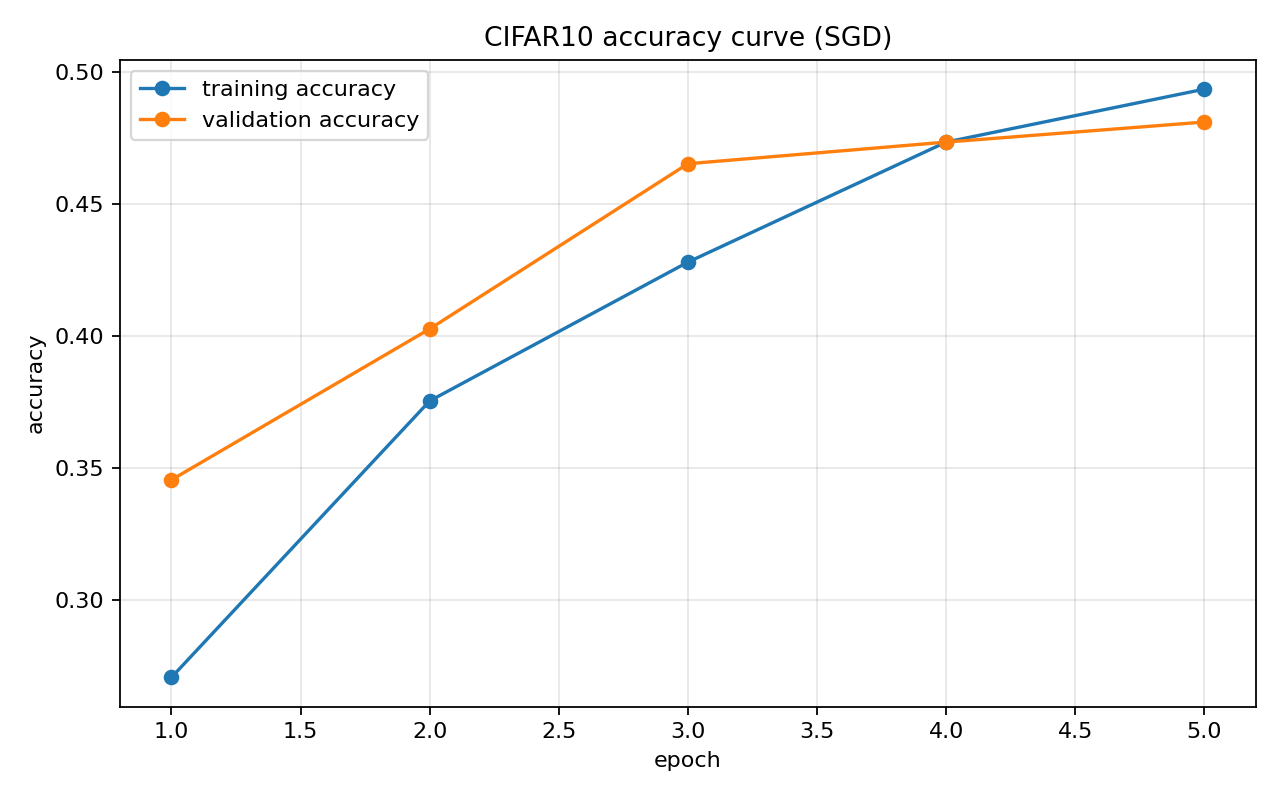 CIFAR10 accuracy curve (SGD)
training accuracy
validation accuracy
accuracy
0.50
0.45
0.40
0.35
0.30
1.0 1.5 2.0 2.5 3.0 3.5 4.0 4.5 5.0
epoch